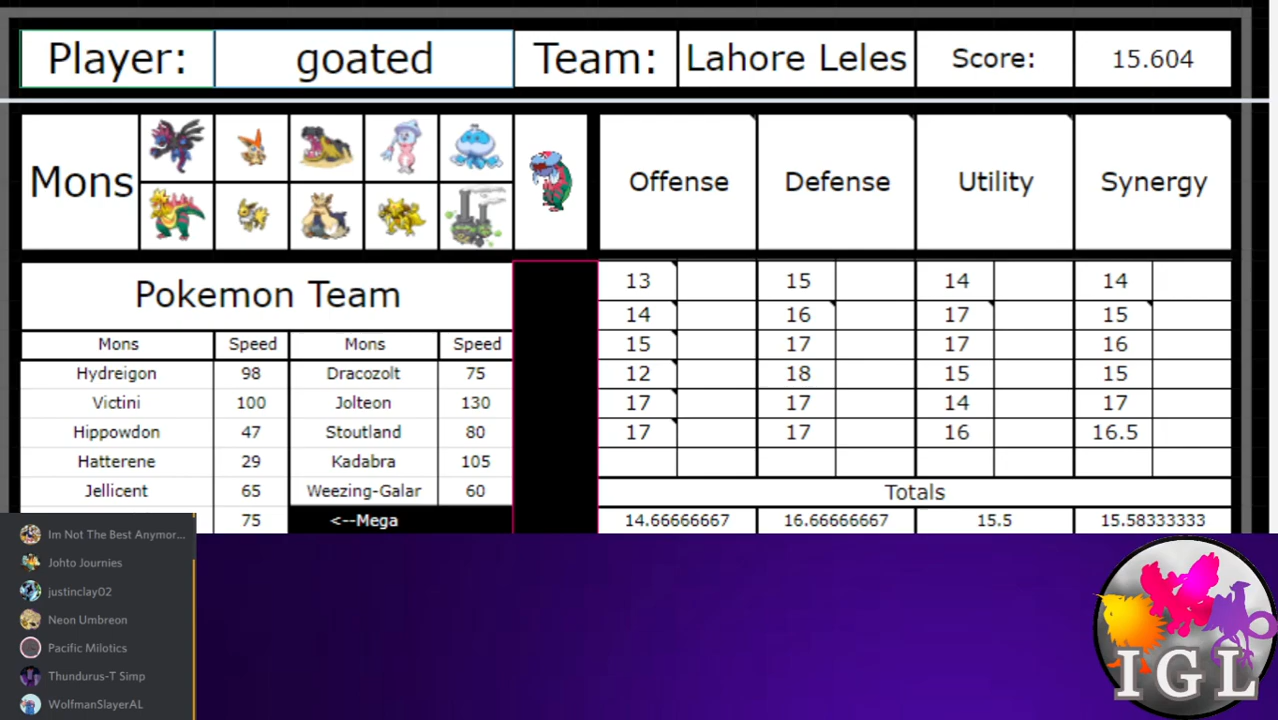 Player: goated Team: Lahore Leles Score: 15.604
Mons Offense Defense Utility Synergy
Pokemon Team
Mons Speed Mons Speed
Hydreigon 98 Dracozolt 75
Victini 100 Jolteon 130
Hippowdon 47 Stoutland 80
Hatterene 29 Kadabra 105
Jellicent 65 Weezing-Galar 60
75 <--Mega
13 15 14 14
14 16 17 15
15 17 17 16
12 18 15 15
17 17 14 17
17 17 16 16.5
Totals
14.66666667 16.66666667 15.5 15.58333333
Im Not The Best Anymor...
Johto Journies
justinclay02
Neon Umbreon
Pacific Milotics
Thundurus-T Simp
WolfmanSlayerAL
IGL